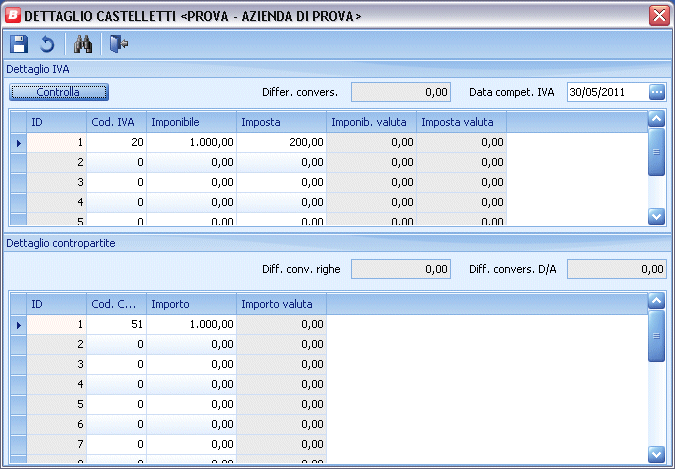 B DETTAGLIO CASTELLETTI <PROVA - AZIENDA DI PROVA>
Dettaglio IVA
Controlla Differ. convers. 0,00 Data compet. IVA 30/05/2011
ID Cod. IVA Imponibile Imposta Imponib. valuta Imposta valuta
1 20 1.000,00 200,00 0,00 0,00
2 0 0,00 0,00 0,00 0,00
3 0 0,00 0,00 0,00 0,00
4 0 0,00 0,00 0,00 0,00
5 0 0,00 0,00 0,00 0,00
Dettaglio contropartite
Diff. conv. righe 0,00 Diff. convers. D/A 0,00
ID Cod. C... Importo Importo valuta
1 51 1.000,00 0,00
2 0 0,00 0,00
3 0 0,00 0,00
4 0 0,00 0,00
5 0 0,00 0,00
6 0 0,00 0,00
7 0 0,00 0,00
8 0 0,00 0,00